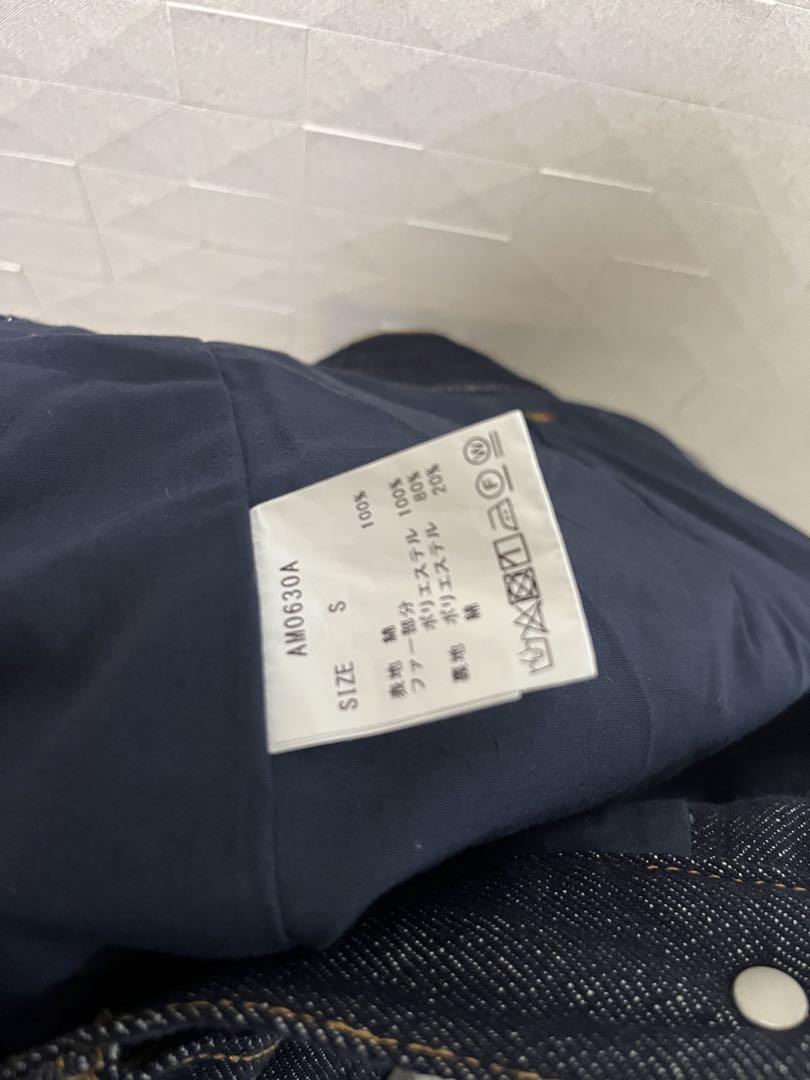 AM0630A
SIZE S
表地 綿 100%
ファー部分 ポリエステル 100%
裏地 ポリエステル 80%
綿 20%